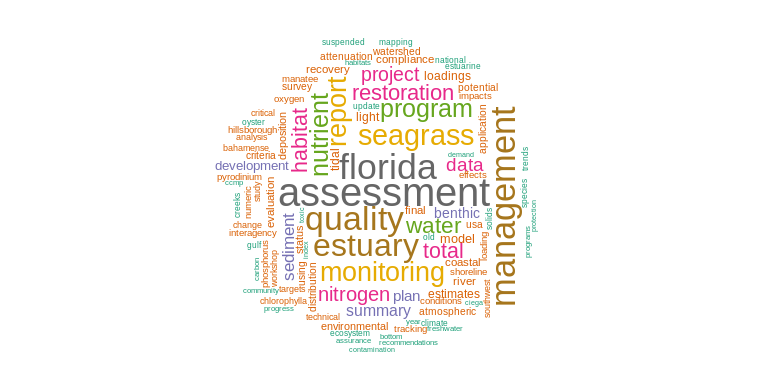 suspended
mapping
watershed
attenuation
compliance
national
habitats
estuarine
recovery
project
loadings
manatee
survey
report
restoration
potential
impacts
oxygen
nutrient
update
program
critical
habitat
light
application
management
oyster
deposition
hillsborough
seagrass
analysis
bahamense
tidal
florida
demand
trends
criteria
development
data
pyrodinium
effects
ccmp
assessment
species
numeric
study
creeks
evaluation
toxic
quality
final
benthic
solids
protection
change
sediment
status
water
usa
interagency
old
model
loading
programs
gulf
index
estuary
total
phosphorus
workshop
using
monitoring
coastal
carbon
shoreline
river
community
targets
distribution
nitrogen
plan
estimates
southwest
chlorophylla
conditions
ciega
progress
summary
atmospheric
technical
environmental
year
climate
tracking
freshwater
ecosystem
bottom
assurance
recommendations
contamination